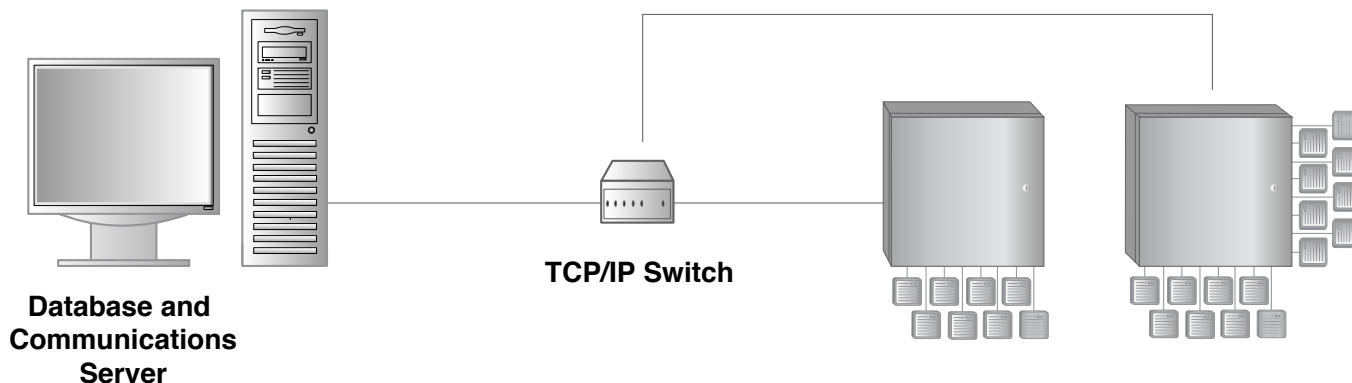 TCP/IP Switch
Database and
Communications
Server